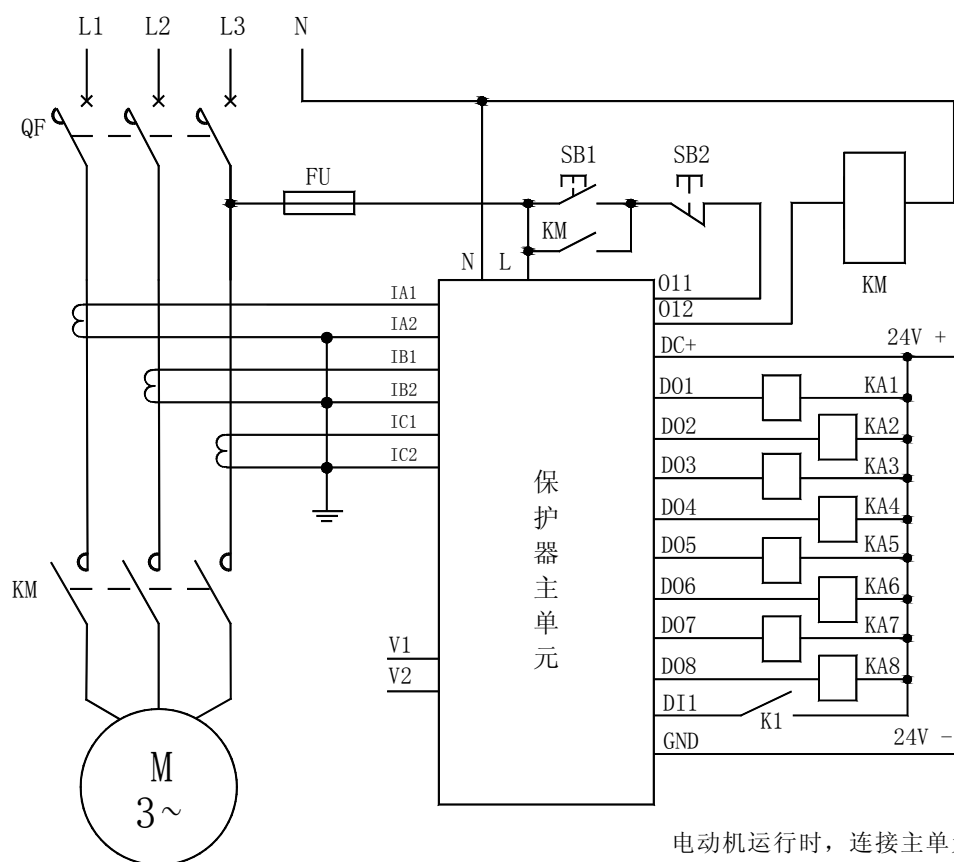 L1 L2 L3 N
QF
FU
SB1 SB2
KM
N L
KM
O11
O12
IA1
IA2
IB1
IB2
IC1
IC2
DC+ 24V +
DO1 KA1
DO2 KA2
DO3 KA3
DO4 KA4
DO5 KA5
DO6 KA6
DO7 KA7
DO8 KA8
DI1 K1
GND 24V -
保护器主单元
KM
V1
V2
M
3~
电动机运行时，连接主单